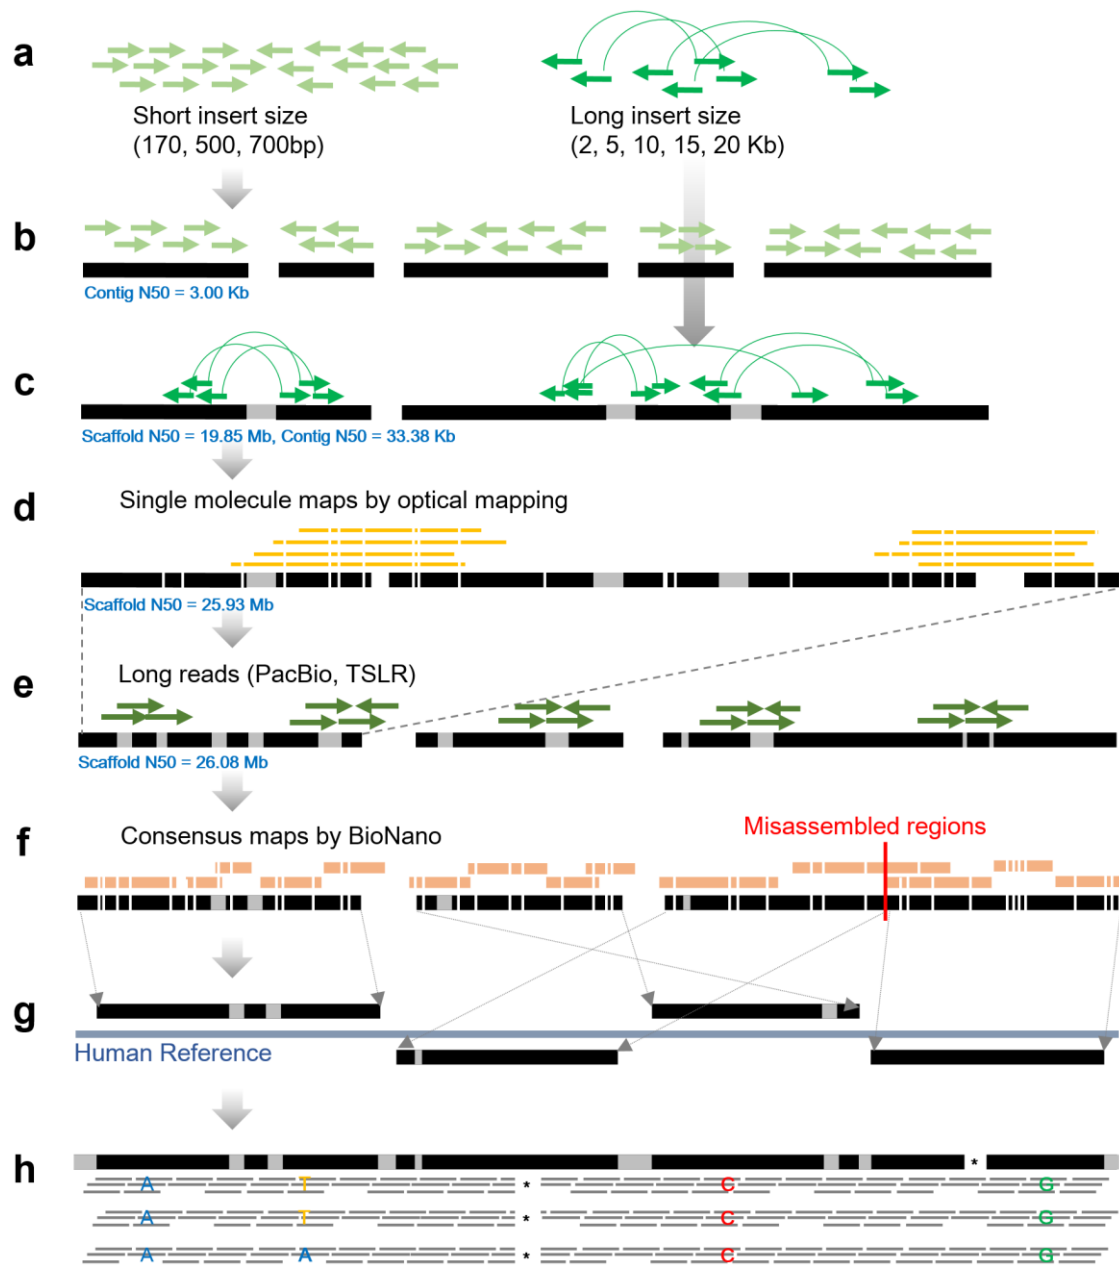 a
Short insert size
(170, 500, 700bp)
Long insert size
(2, 5, 10, 15, 20 Kb)
b
Contig N50 = 3.00 Kb
c
Scaffold N50 = 19.85 Mb, Contig N50 = 33.38 Kb
d
Single molecule maps by optical mapping
Scaffold N50 = 25.93 Mb
e
Long reads (PacBio, TSLR)
Scaffold N50 = 26.08 Mb
f
Consensus maps by BioNano
Misassembled regions
g
Human Reference
h
*
A T * C G
A T * C G
A A * C G